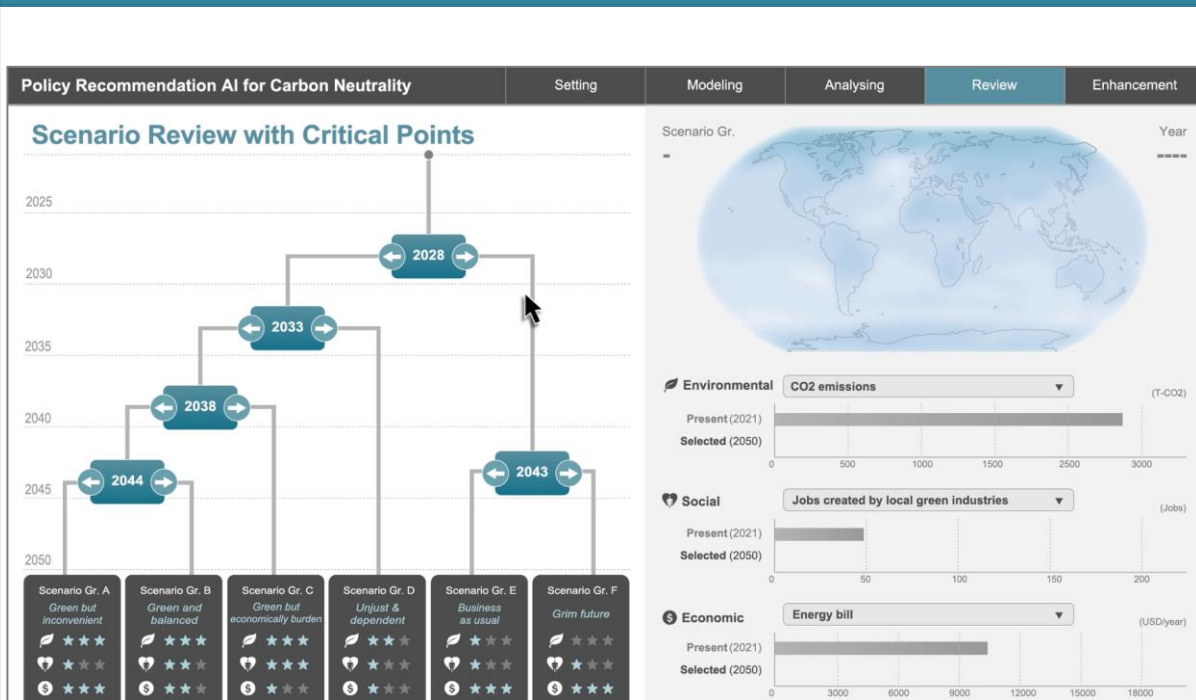 Policy Recommendation AI for Carbon Neutrality
Setting
Modeling
Analysing
Review
Enhancement
Scenario Review with Critical Points
2025
2030
2035
2040
2045
2050
2028
2033
2038
2044
2043
Scenario Gr. A
Green but
inconvenient
Scenario Gr. B
Green and
balanced
Scenario Gr. C
Green but
economically burden
Scenario Gr. D
Unjust &
dependent
Scenario Gr. E
Business
as usual
Scenario Gr. F
Grim future
Scenario Gr.
-
Year
----
Environmental
CO2 emissions
(T-CO2)
Present (2021)
Selected (2050)
0 500 1000 1500 2500 3000
Social
Jobs created by local green industries
(Jobs)
Present (2021)
Selected (2050)
0 50 100 150 200
Economic
Energy bill
(USD/year)
Present (2021)
Selected (2050)
0 3000 6000 9000 12000 15000 18000